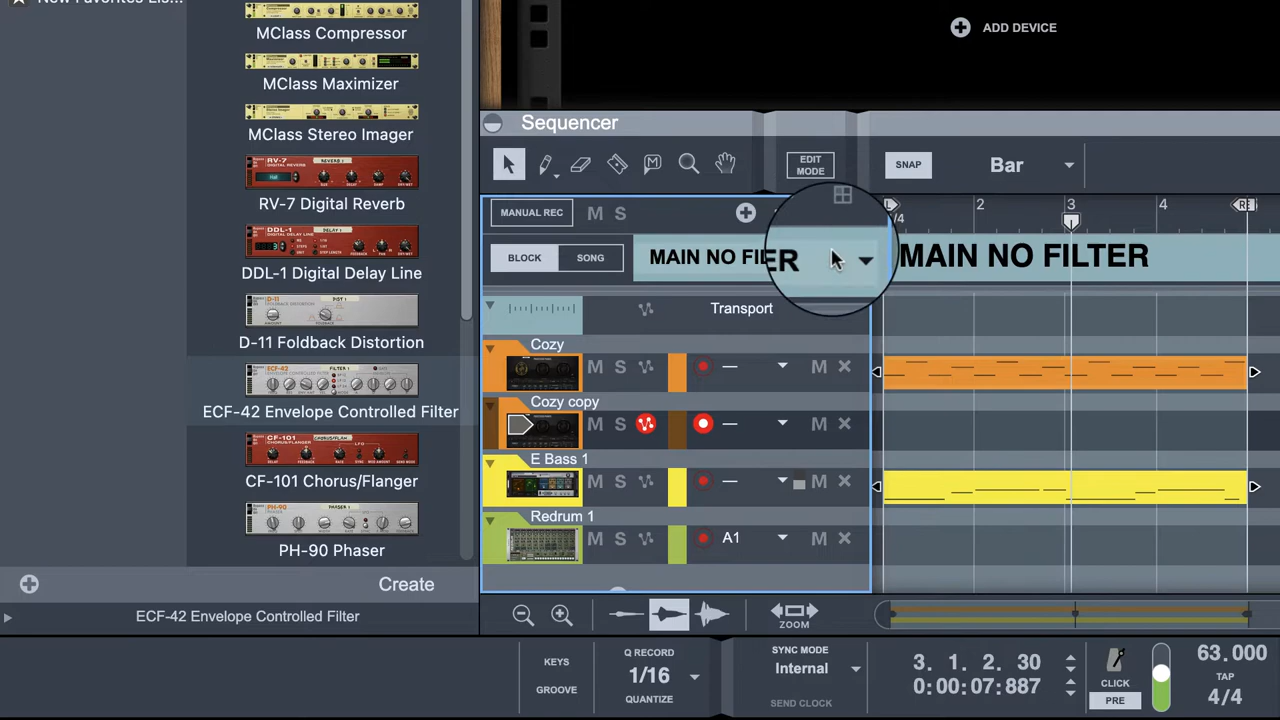 MClass Compressor
MClass Maximizer
MClass Stereo Imager
RV-7 Digital Reverb
DDL-1 Digital Delay Line
D-11 Foldback Distortion
ECF-42 Envelope Controlled Filter
CF-101 Chorus/Flanger
PH-90 Phaser
Create
ECF-42 Envelope Controlled Filter
ADD DEVICE
Sequencer
EDIT
MODE
SNAP
Bar
MANUAL REC
M S
L
/4
2
3
4
BLOCK
SONG
MAIN NO FIL
ER
MAIN NO FILTER
Transport
Cozy
M S
—
M
Cozy copy
M S
—
M
E Bass 1
M S
—
M
Redrum 1
M S
A1
M
ZOOM
KEYS
GROOVE
Q RECORD
1/16
QUANTIZE
SYNC MODE
Internal
SEND CLOCK
3. 1. 2. 30
0:00:07:887
CLICK
PRE
63.000
TAP
4/4